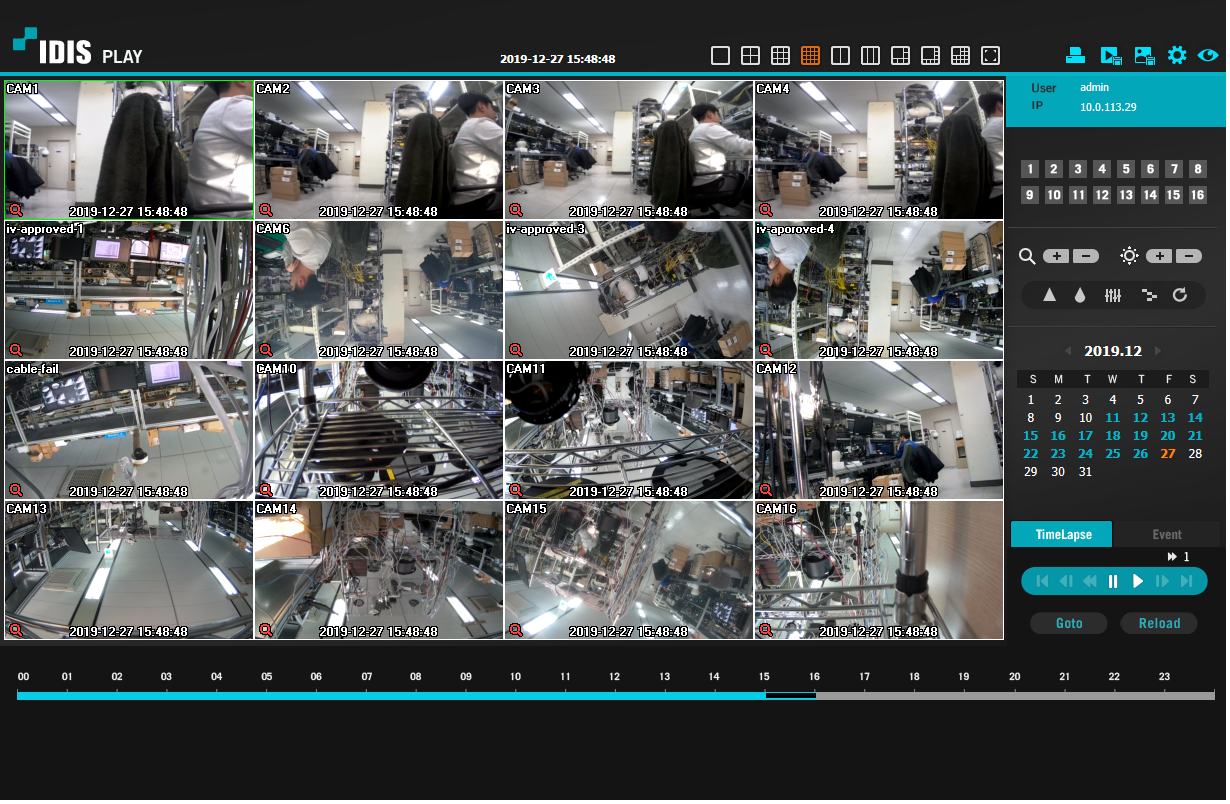 IDIS PLAY
2019-12-27 15:48:48
User admin
IP 10.0.113.29
CAM1
CAM2
CAM3
CAM4
2019-12-27 15:48:48
2019-12-27 15:48:48
2019-12-27 15:48:48
2019-12-27 15:48:48
iv-approved-1
CAM6
iv-approved-3
iv-aporoved-4
2019-12-27 15:48:48
2019-12-27 15:48:48
2019-12-27 15:48:48
2019-12-27 15:48:48
cable-fail
CAM10
CAM11
CAM12
2019-12-27 15:48:48
2019-12-27 15:48:48
2019-12-27 15:48:48
2019-12-27 15:48:48
CAM13
CAM14
CAM15
CAM16
2019-12-27 15:48:48
2019-12-27 15:48:48
2019-12-27 15:48:48
2019-12-27 15:48:48
1 2 3 4 5 6 7 8
9 10 11 12 13 14 15 16
2019.12
S M T W T F S
1 2 3 4 5 6 7
8 9 10 11 12 13 14
15 16 17 18 19 20 21
22 23 24 25 26 27 28
29 30 31
TimeLapse Event
1
Goto Reload
00 01 02 03 04 05 06 07 08 09 10 11 12 13 14 15 16 17 18 19 20 21 22 23